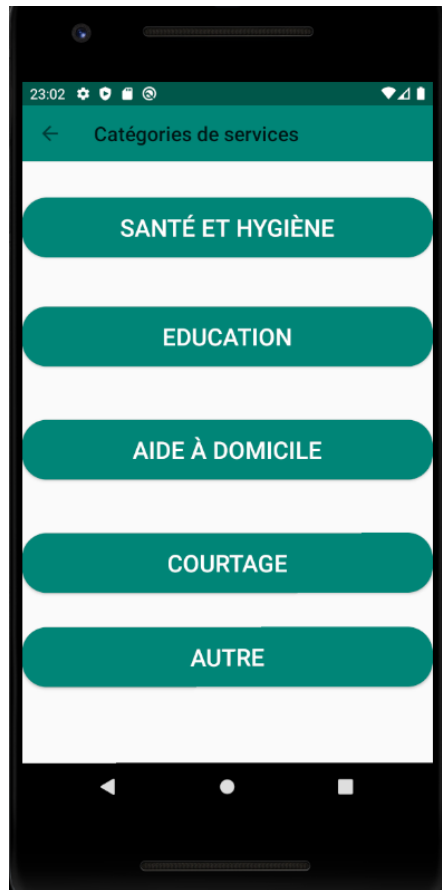 23:02
Catégories de services
SANTÉ ET HYGIÈNE
EDUCATION
AIDE À DOMICILE
COURTAGE
AUTRE